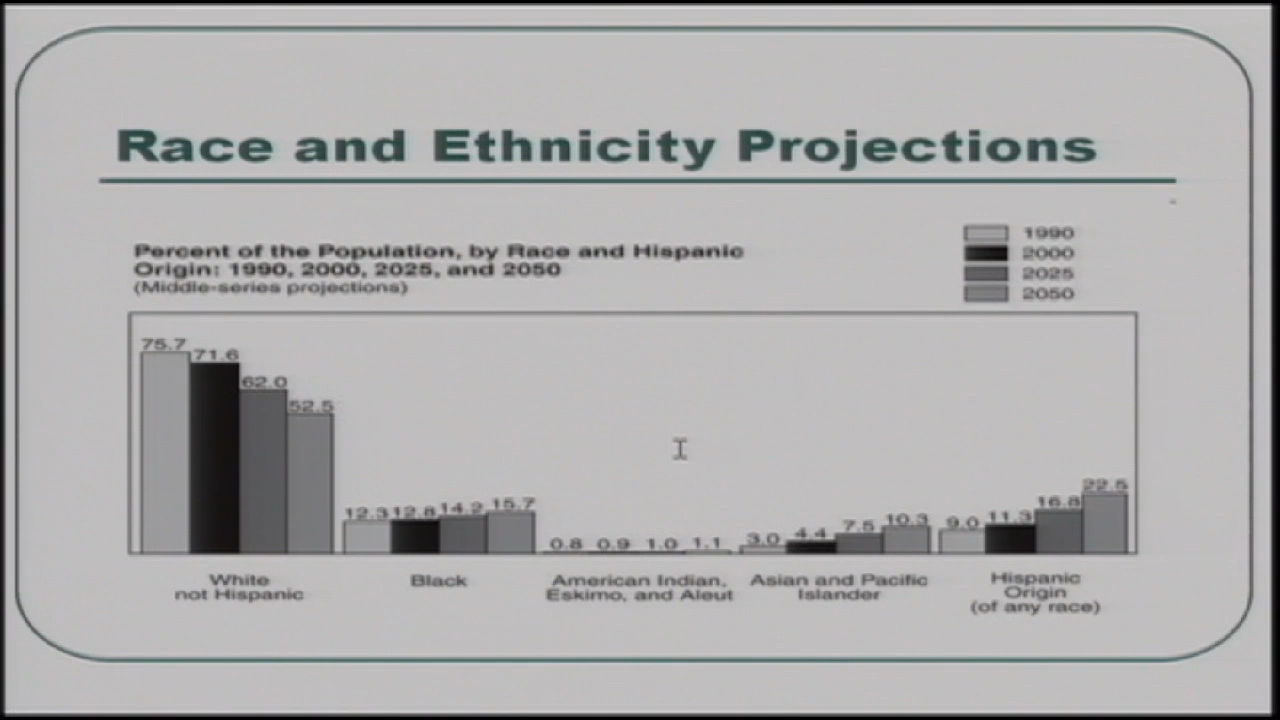 Race and Ethnicity Projections
Percent of the Population, by Race and Hispanic
Origin: 1990, 2000, 2025, and 2050
(Middle-series projections)
1990
2000
2025
2050
75.7 71.6 62.0 52.5
12.3 12.8 14.2 15.7
0.8 0.9 1.0 1.1
3.0 4.4 7.5 10.3
9.0 11.3 16.8 22.5
White
not Hispanic
Black
American Indian,
Eskimo, and Aleut
Asian and Pacific
Islander
Hispanic
Origin
(of any race)